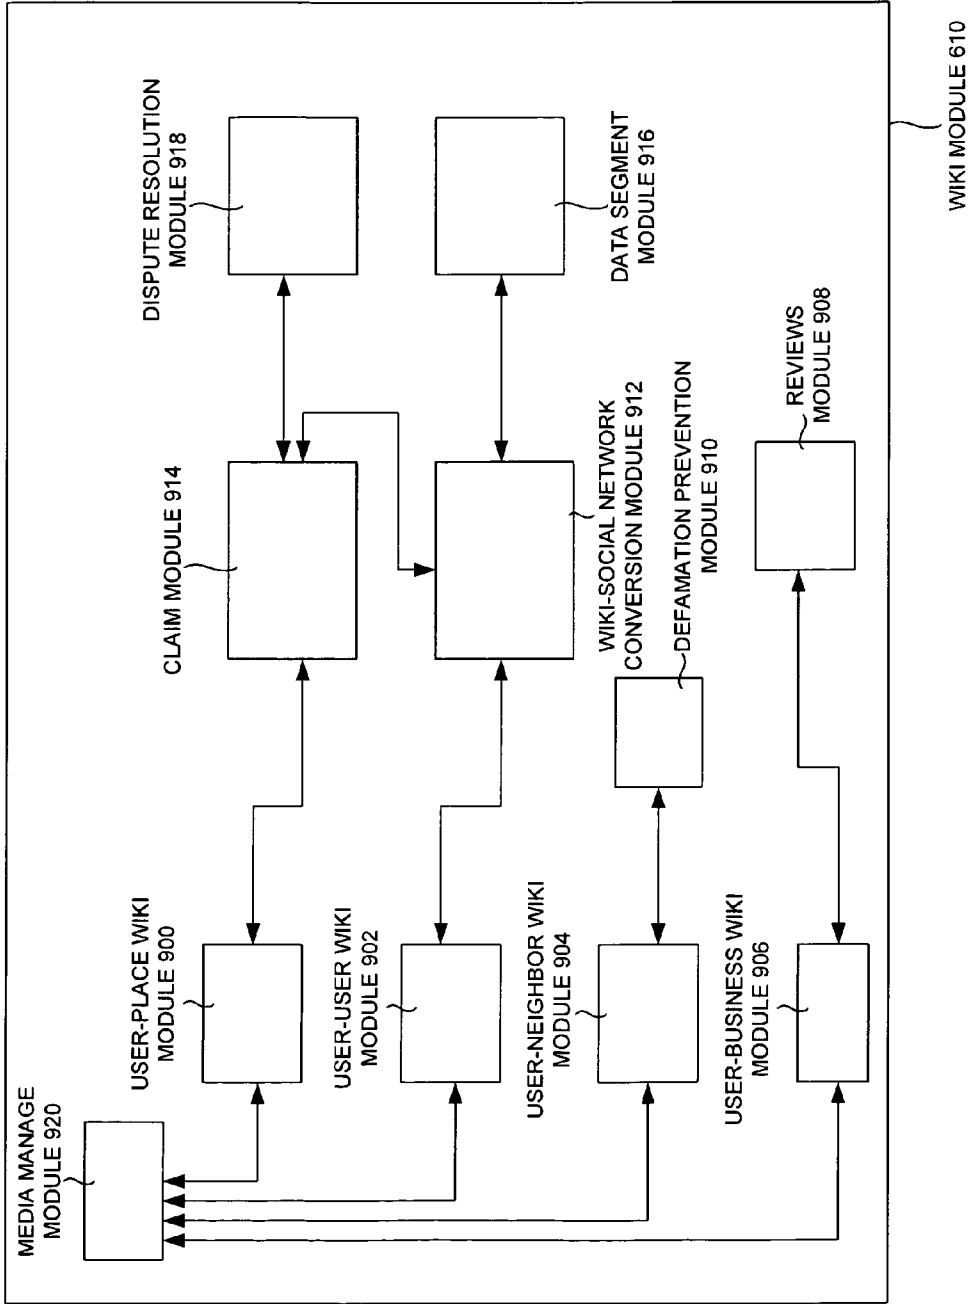 MEDIA MANAGE
MODULE 920
USER-PLACE WIKI
MODULE 900
CLAIM MODULE 914
DISPUTE RESOLUTION
MODULE 918
USER-USER WIKI
MODULE 902
WIKI-SOCIAL NETWORK
CONVERSION MODULE 912
DATA SEGMENT
MODULE 916
USER-NEIGHBOR WIKI
MODULE 904
DEFAMATION PREVENTION
MODULE 910
USER-BUSINESS WIKI
MODULE 906
REVIEWS
MODULE 908
WIKI MODULE 610